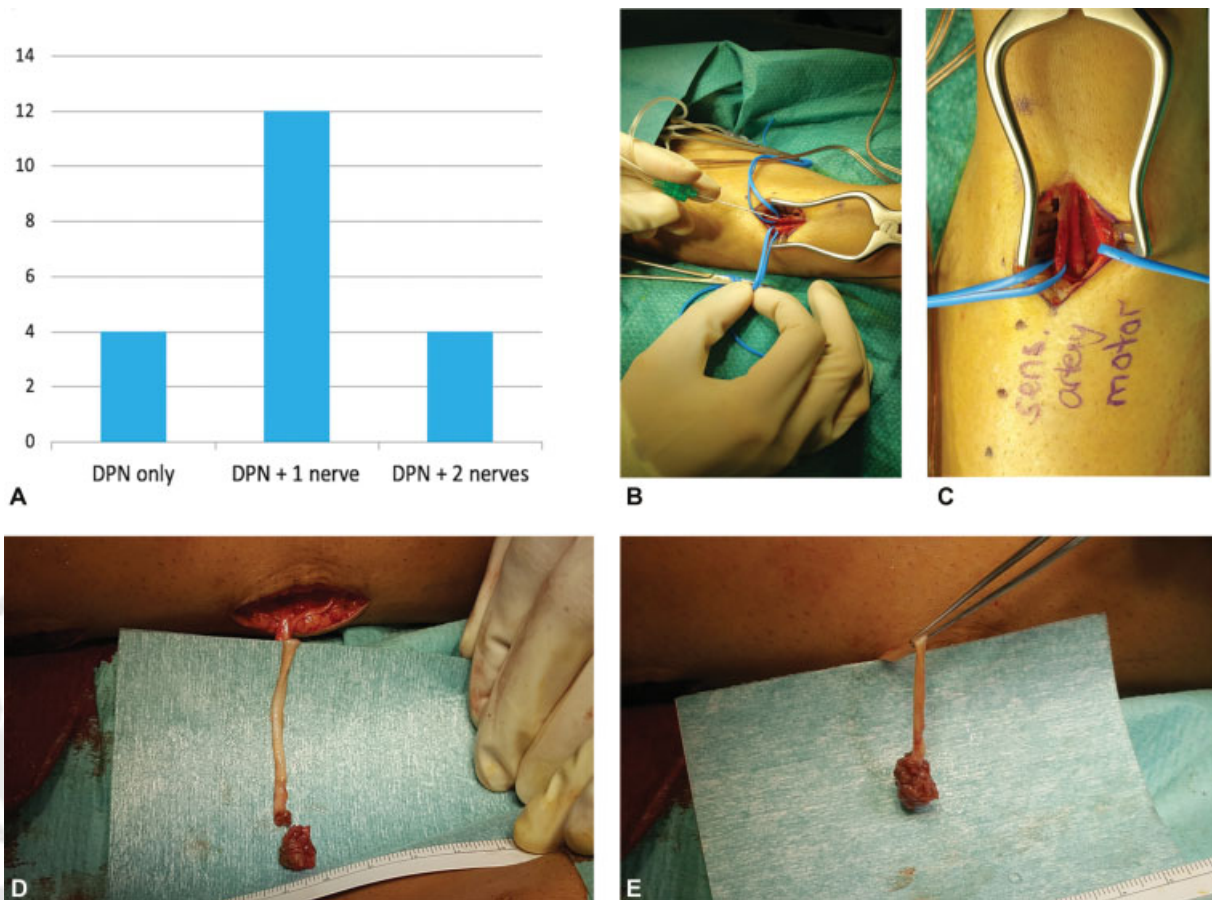 14
12
10
8
6
4
2
0
DPN only
DPN + 1 nerve
DPN + 2 nerves
A
B
C
sens.
artery
motor
D
E